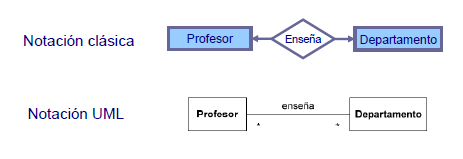 Notación clásica Profesor Enseña Departamento
Notación UML Profesor enseña Departamento
* *